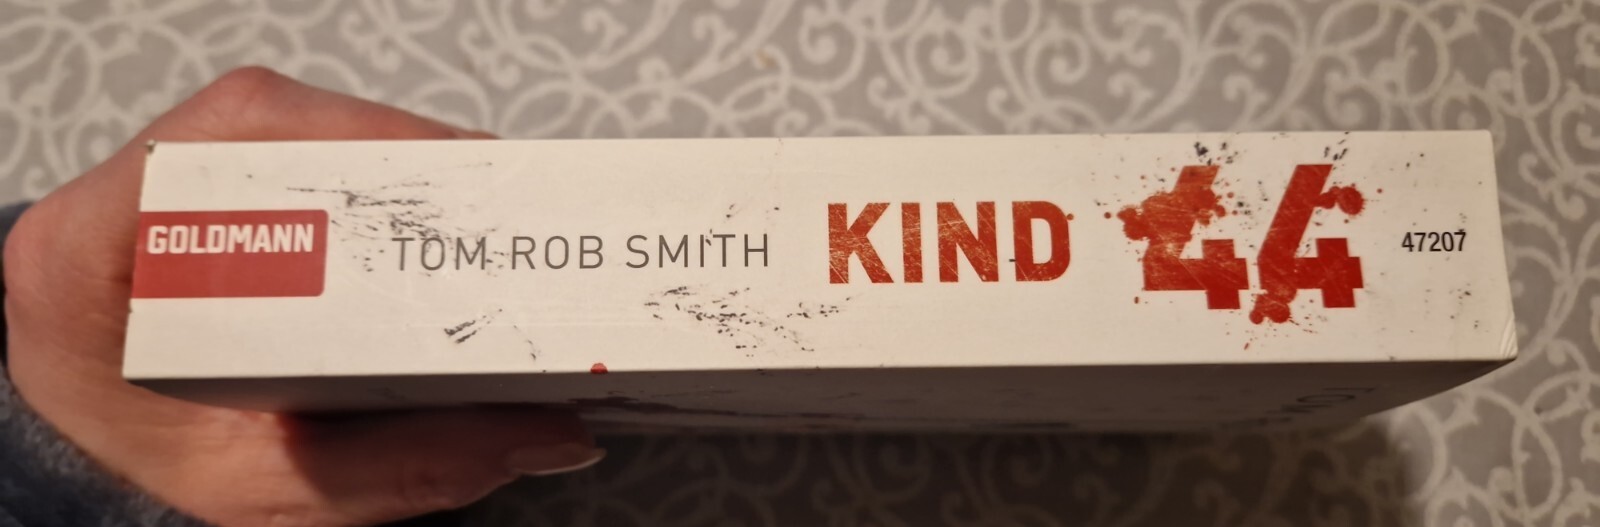 GOLDMANN
TOM ROB SMITH
KIND 44
47207